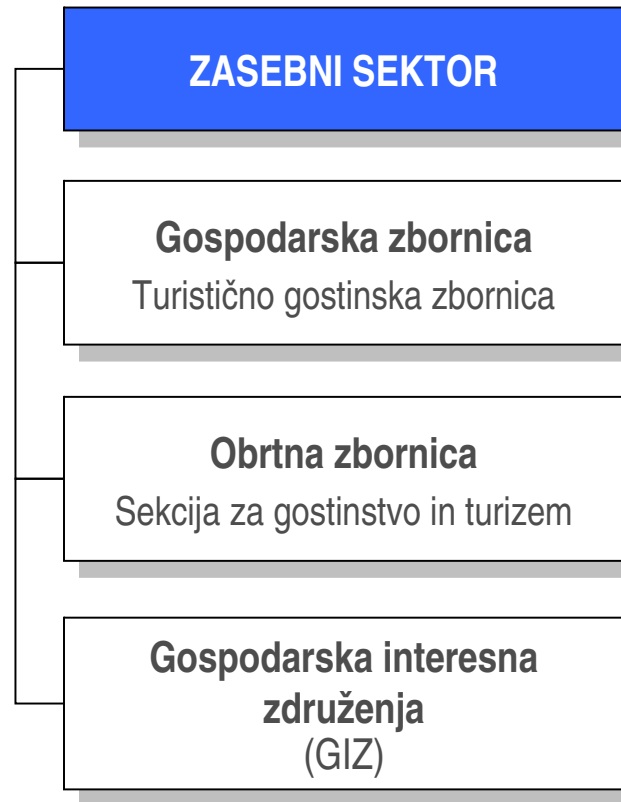 ZASEBNI SEKTOR
Gospodarska zbornica
Turistično gostinska zbornica
Obrtna zbornica
Sekcija za gostinstvo in turizem
Gospodarska interesna
združenja
(GIZ)